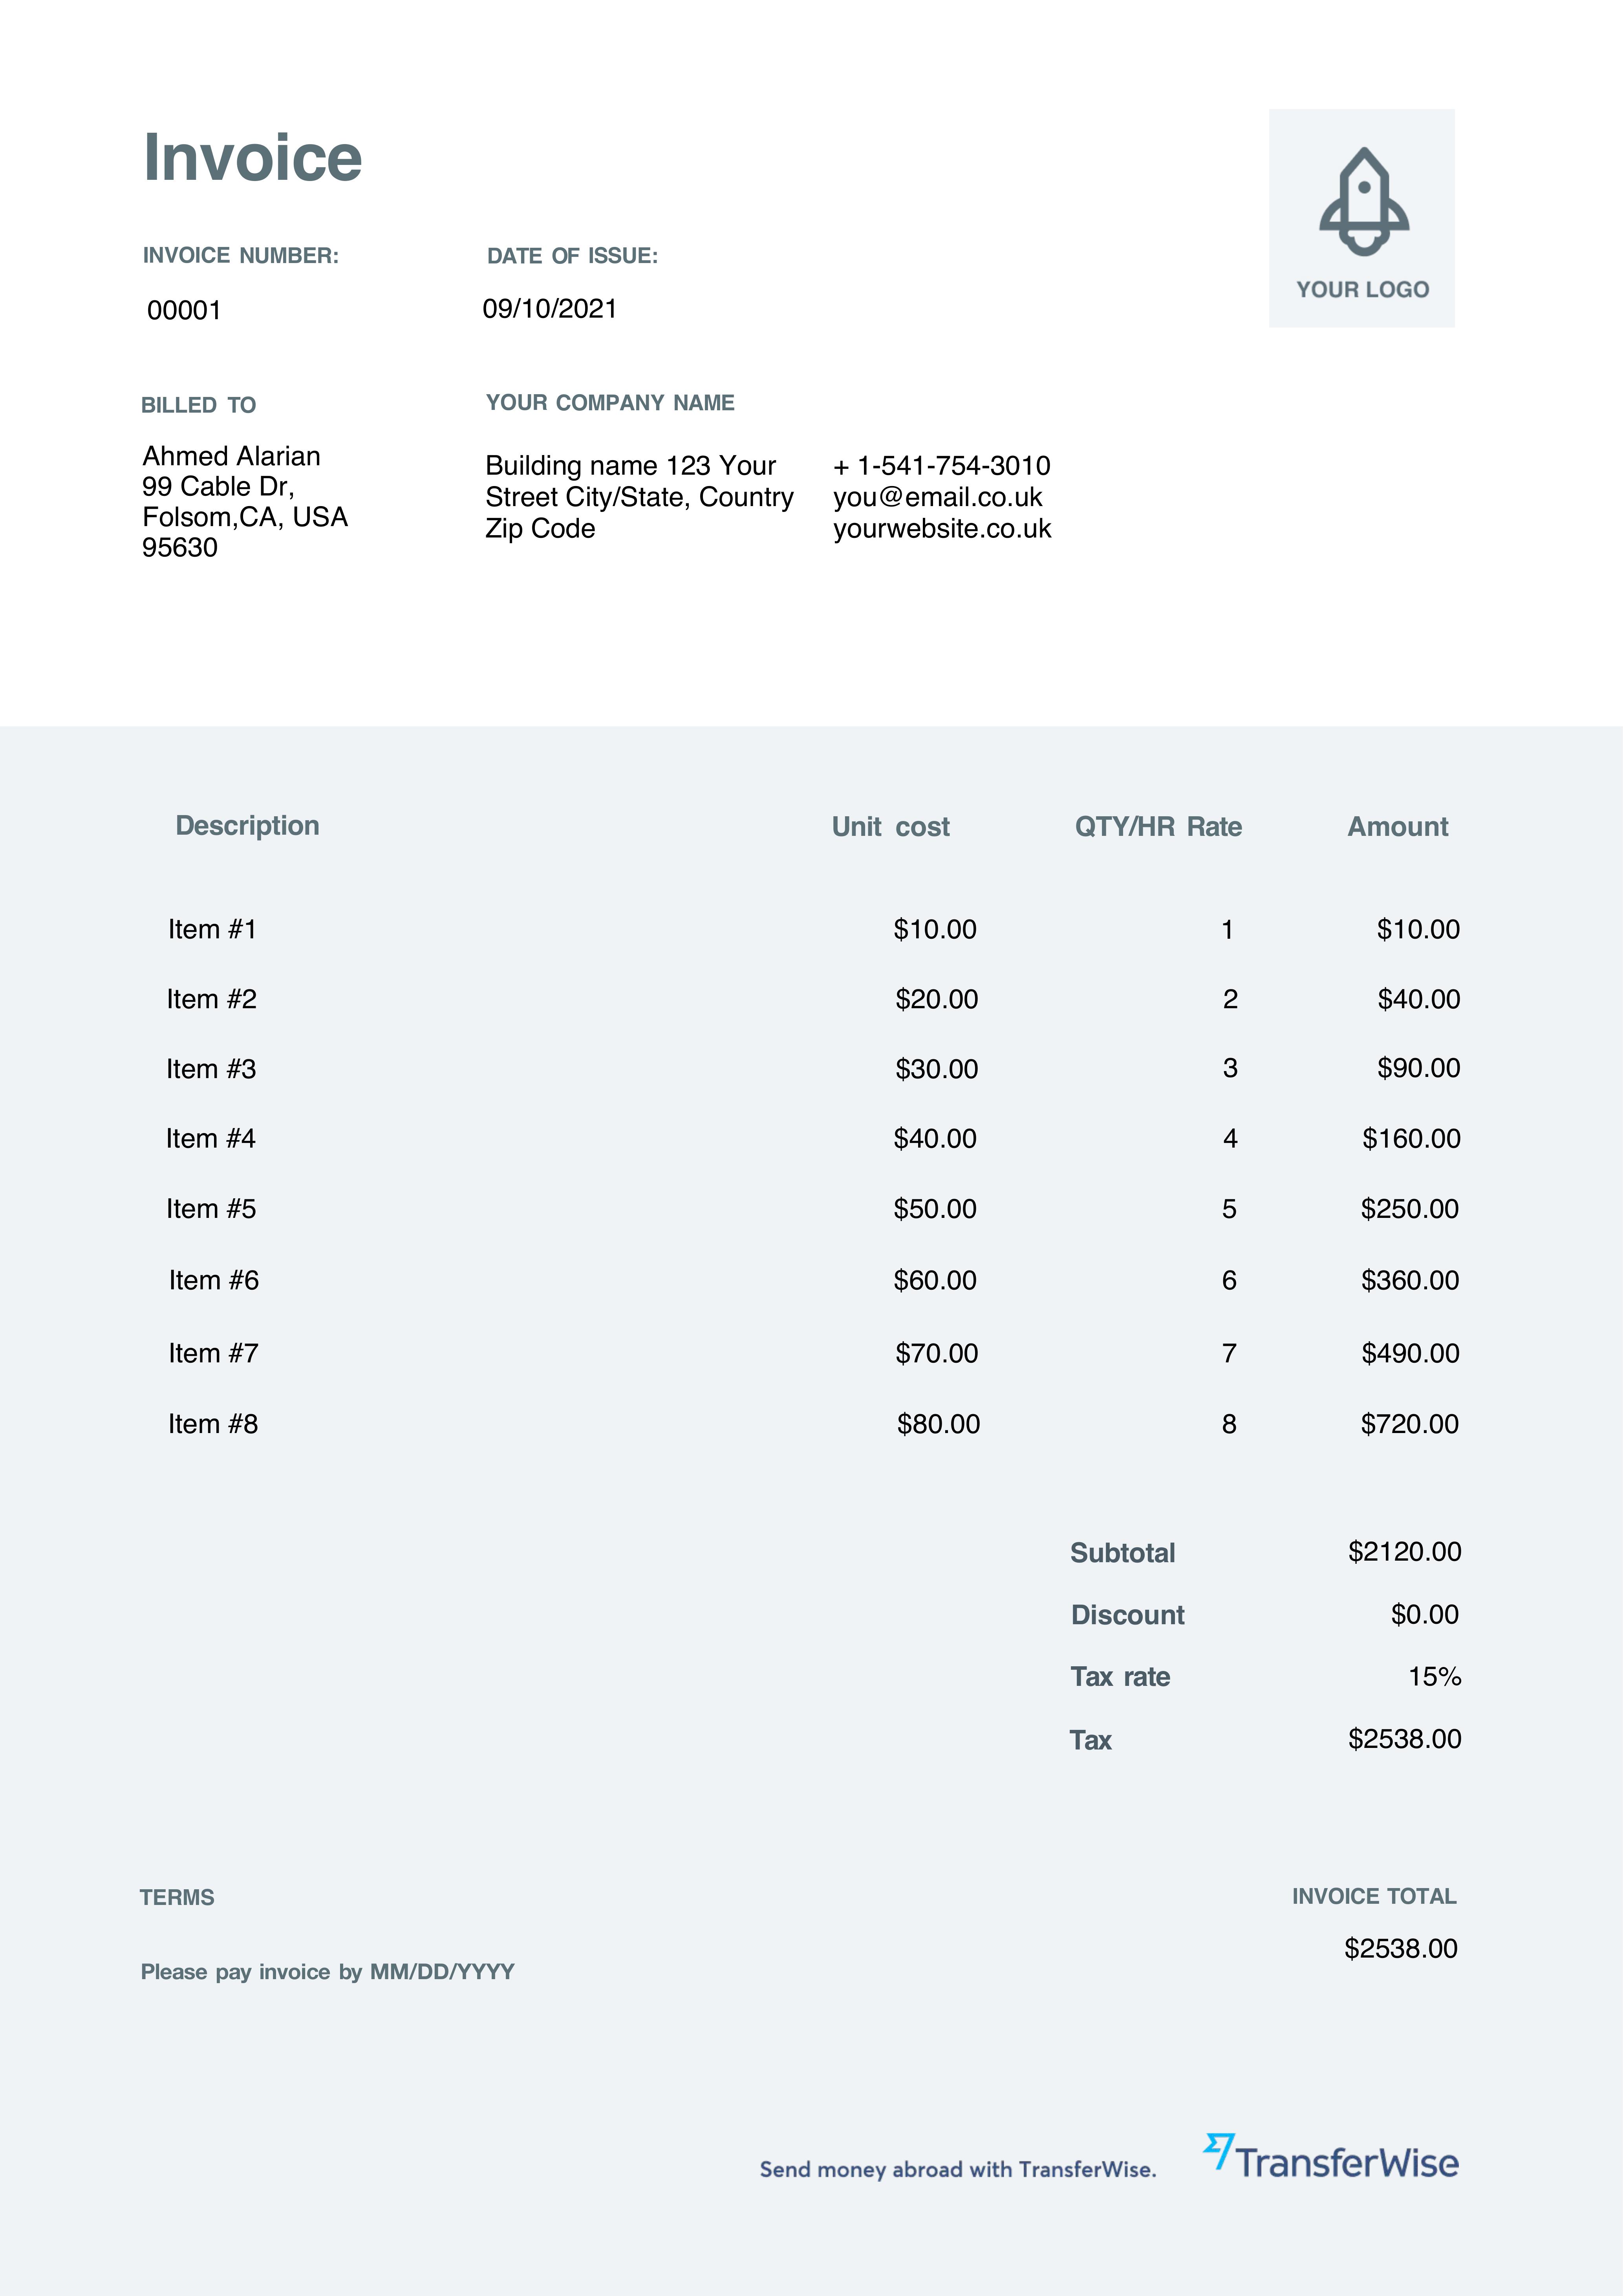 Invoice
YOUR LOGO
INVOICE NUMBER: DATE OF ISSUE:
00001 09/10/2021
BILLED TO
Ahmed Alarian
99 Cable Dr,
Folsom,CA, USA
95630
YOUR COMPANY NAME
Building name 123 Your
Street City/State, Country
Zip Code
+ 1-541-754-3010
you@email.co.uk
yourwebsite.co.uk
Description Unit cost QTY/HR Rate Amount
Item #1 $10.00 1 $10.00
Item #2 $20.00 2 $40.00
Item #3 $30.00 3 $90.00
Item #4 $40.00 4 $160.00
Item #5 $50.00 5 $250.00
Item #6 $60.00 6 $360.00
Item #7 $70.00 7 $490.00
Item #8 $80.00 8 $720.00
Subtotal $2120.00
Discount $0.00
Tax rate 15%
Tax $2538.00
TERMS
Please pay invoice by MM/DD/YYYY
INVOICE TOTAL
$2538.00
Send money abroad with TransferWise.
TransferWise